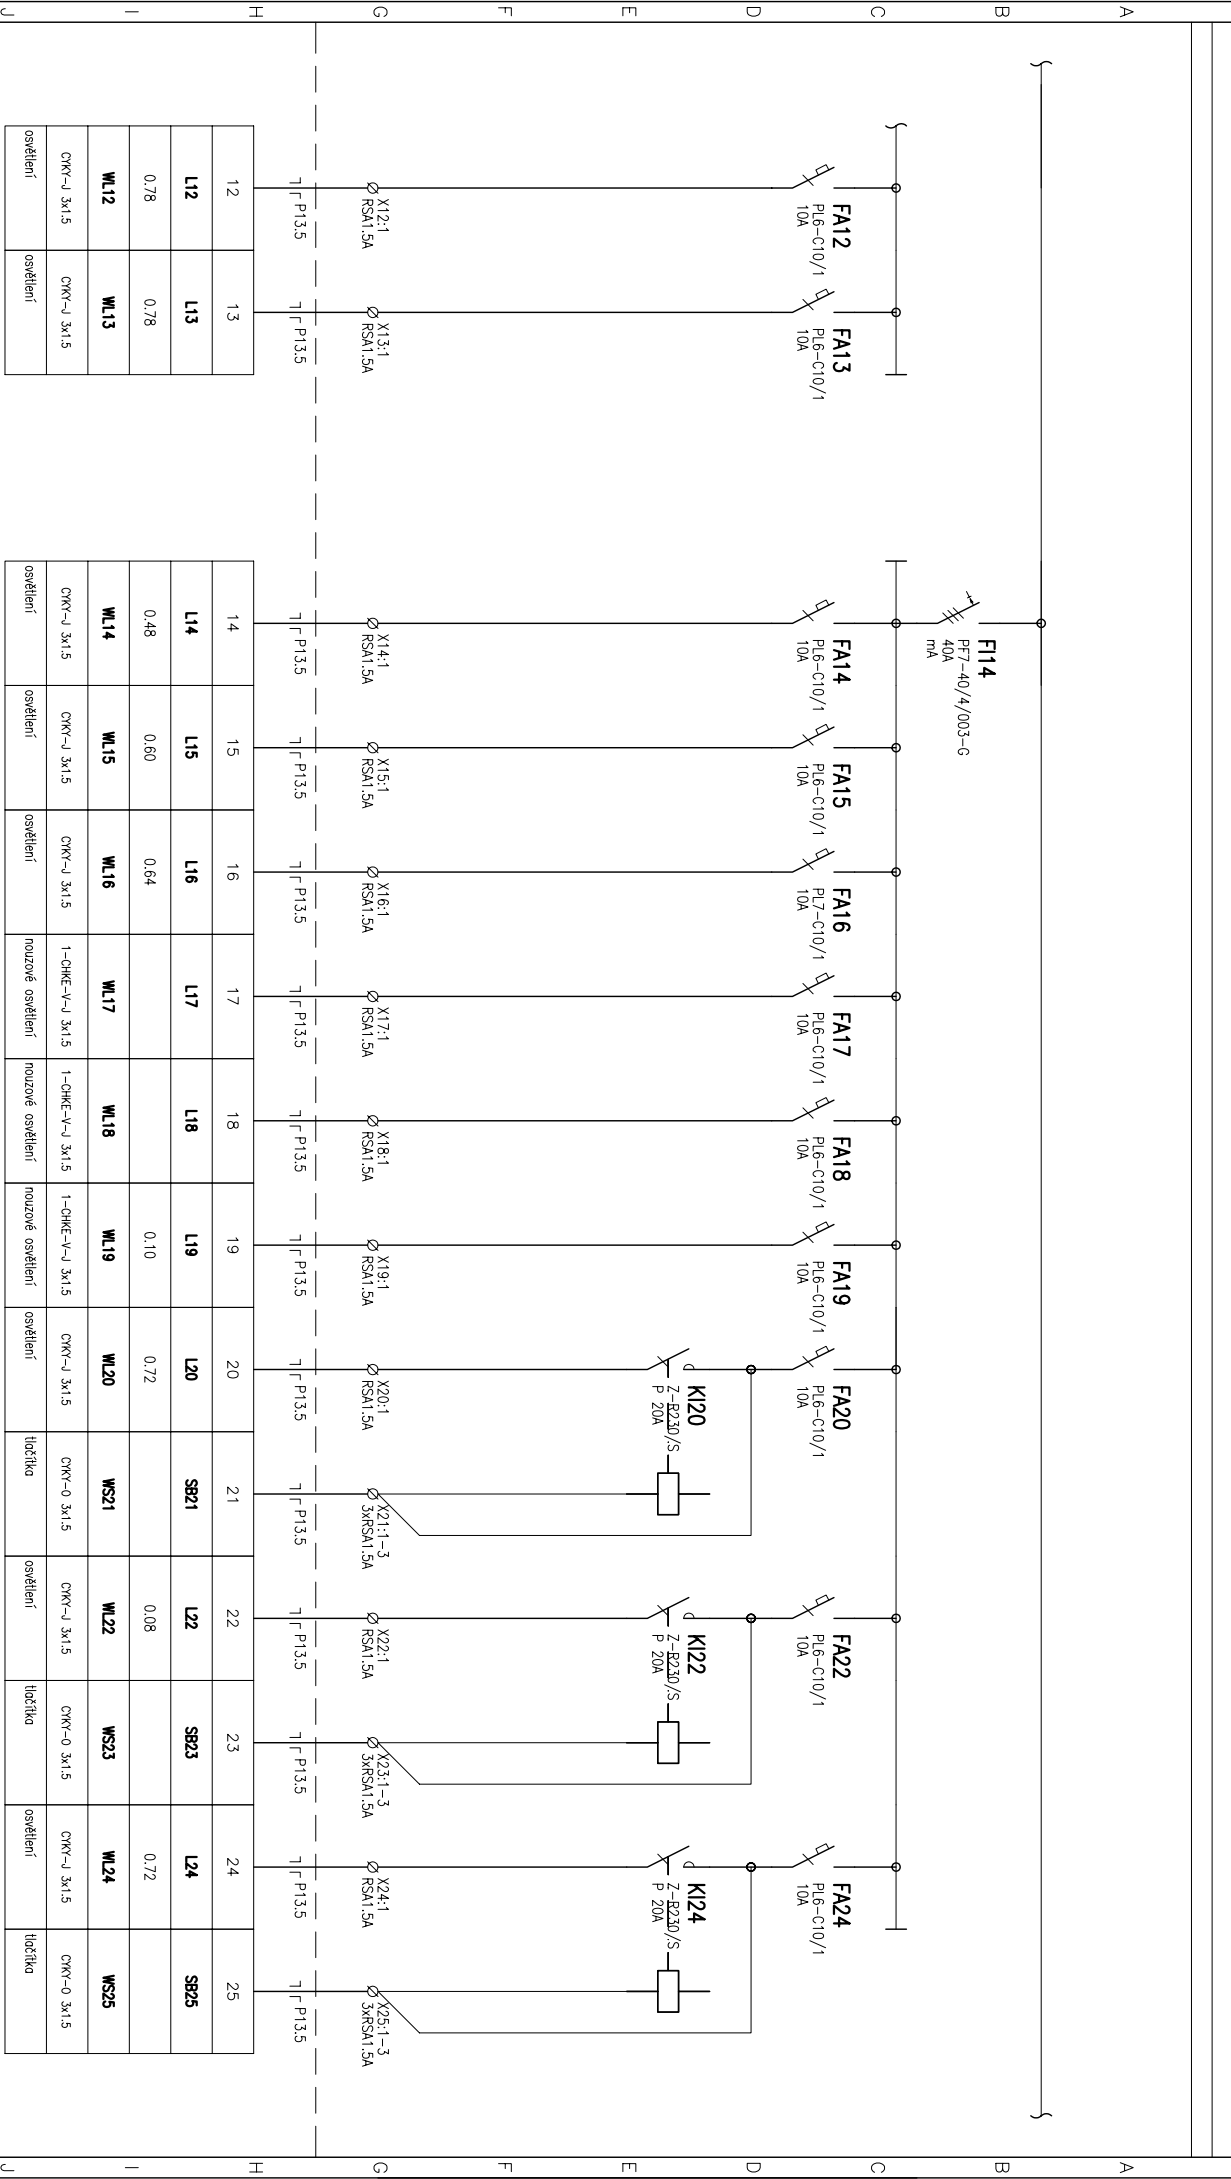 A
B
C
D
E
F
G
H
I
J
FI14
PF7-40/4/003-G
40A
mA
FA12
PL6-C10/1
10A
FA13
PL6-C10/1
10A
FA14
PL6-C10/1
10A
FA15
PL6-C10/1
10A
FA16
PL7-C10/1
10A
FA17
PL6-C10/1
10A
FA18
PL6-C10/1
10A
FA19
PL6-C10/1
10A
FA20
PL6-C10/1
10A
FA22
PL6-C10/1
10A
FA24
PL6-C10/1
10A
KI20
Z-R230/S
P 20A
KI22
Z-R230/S
P 20A
KI24
Z-R230/S
P 20A
X12:1
RSA1.5A
X13:1
RSA1.5A
X14:1
RSA1.5A
X15:1
RSA1.5A
X16:1
RSA1.5A
X17:1
RSA1.5A
X18:1
RSA1.5A
X19:1
RSA1.5A
X20:1
RSA1.5A
X21:1-3
3xRSA1.5A
X22:1
RSA1.5A
X23:1-3
3xRSA1.5A
X24:1
RSA1.5A
X25:1-3
3xRSA1.5A
P13.5 P13.5 P13.5 P13.5 P13.5 P13.5 P13.5 P13.5 P13.5 P13.5 P13.5 P13.5 P13.5 P13.5
12 13 14 15 16 17 18 19 20 21 22 23 24 25
L12 L13 L14 L15 L16 L17 L18 L19 L20 SB21 L22 SB23 L24 SB25
0.78 0.78 0.48 0.60 0.64 0.10 0.72 0.08 0.72
WL12 WL13 WL14 WL15 WL16 WL17 WL18 WL19 WL20 WS21 WL22 WS23 WL24 WS25
CYKY-J 3x1.5 CYKY-J 3x1.5 CYKY-J 3x1.5 CYKY-J 3x1.5 CYKY-J 3x1.5 1-CHKE-V-J 3x1.5 1-CHKE-V-J 3x1.5 1-CHKE-V-J 3x1.5 CYKY-J 3x1.5 CYKY-O 3x1.5 CYKY-J 3x1.5 CYKY-O 3x1.5 CYKY-J 3x1.5 CYKY-O 3x1.5
osvětlení osvětlení osvětlení osvětlení osvětlení nouzové osvětlení nouzové osvětlení nouzové osvětlení osvětlení tlačítka osvětlení tlačítka osvětlení tlačítka
A
B
C
D
E
F
G
H
I
J